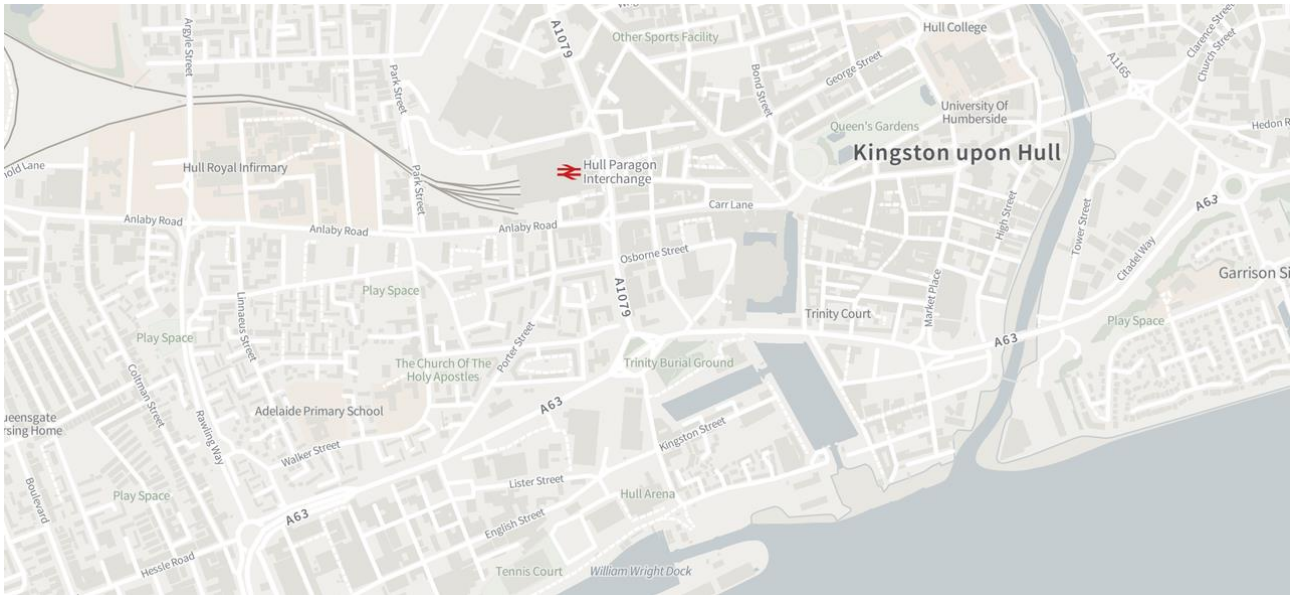 Argyle Street
A1079
Other Sports Facility
Hull College
Clarence Street
Church Street
A1165
Park Street
Bond Street
George Street
University Of
Humberside
Queen's Gardens
Hedon R
Kingston upon Hull
Hull Paragon
Interchange
Hull Royal Infirmary
old Lane
Park Street
Anlaby Road
Anlaby Road
Anlaby Road
Carr Lane
High Street
Tower Street
A63
Citadel Way
Osborne Street
Garrison Si
Play Space
Linnaeus Street
A1079
Market Place
Trinity Court
Play Space
Play Space
Porter Street
A63
The Church Of The
Holy Apostles
Trinity Burial Ground
Coltman Street
A63
Adelaide Primary School
ueensgate
rsing Home
Rawling Way
Walker Street
Kingston Street
Lister Street
Play Space
Boulevard
Hull Arena
A63
English Street
Hessle Road
Tennis Court
William Wright Dock